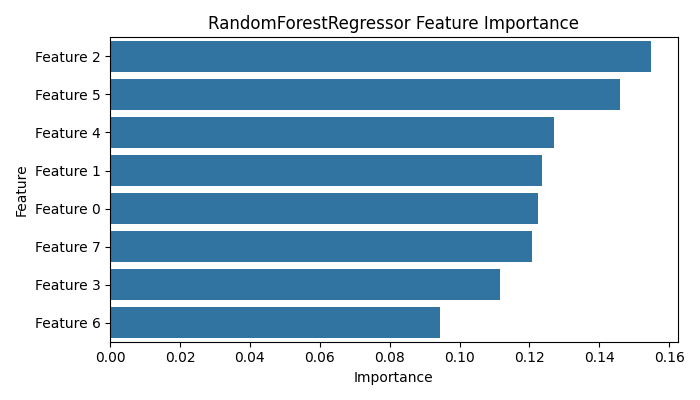 RandomForestRegressor Feature Importance
Feature 2
Feature 5
Feature 4
Feature 1
Feature 0
Feature 7
Feature 3
Feature 6
Feature
0.00 0.02 0.04 0.06 0.08 0.10 0.12 0.14 0.16
Importance